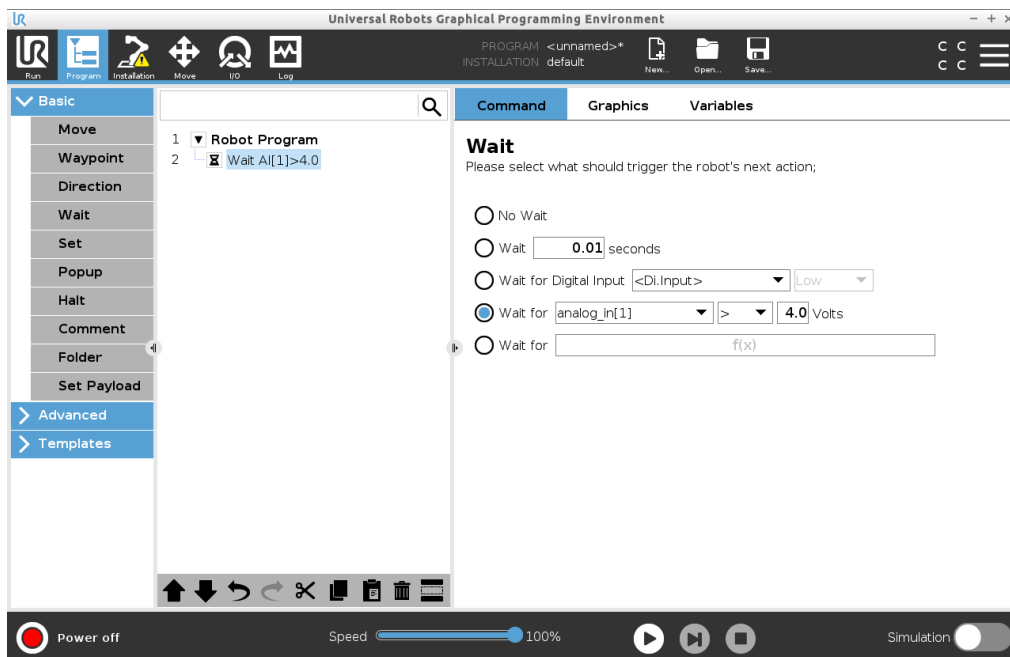 Universal Robots Graphical Programming Environment
UR
Run
Program
Installation
Move
I/O
Log
PROGRAM <unnamed>*
INSTALLATION default
New...
Open...
Save...
C C
C C
Basic
Move
Waypoint
Direction
Wait
Set
Popup
Halt
Comment
Folder
Set Payload
Advanced
Templates
1 Robot Program
2 Wait AI[1]>4.0
Command Graphics Variables
Wait
Please select what should trigger the robot's next action;
No Wait
Wait 0.01 seconds
Wait for Digital Input <Di.Input> Low
Wait for analog_in[1] > 4.0 Volts
Wait for f(x)
Power off
Speed 100%
Simulation